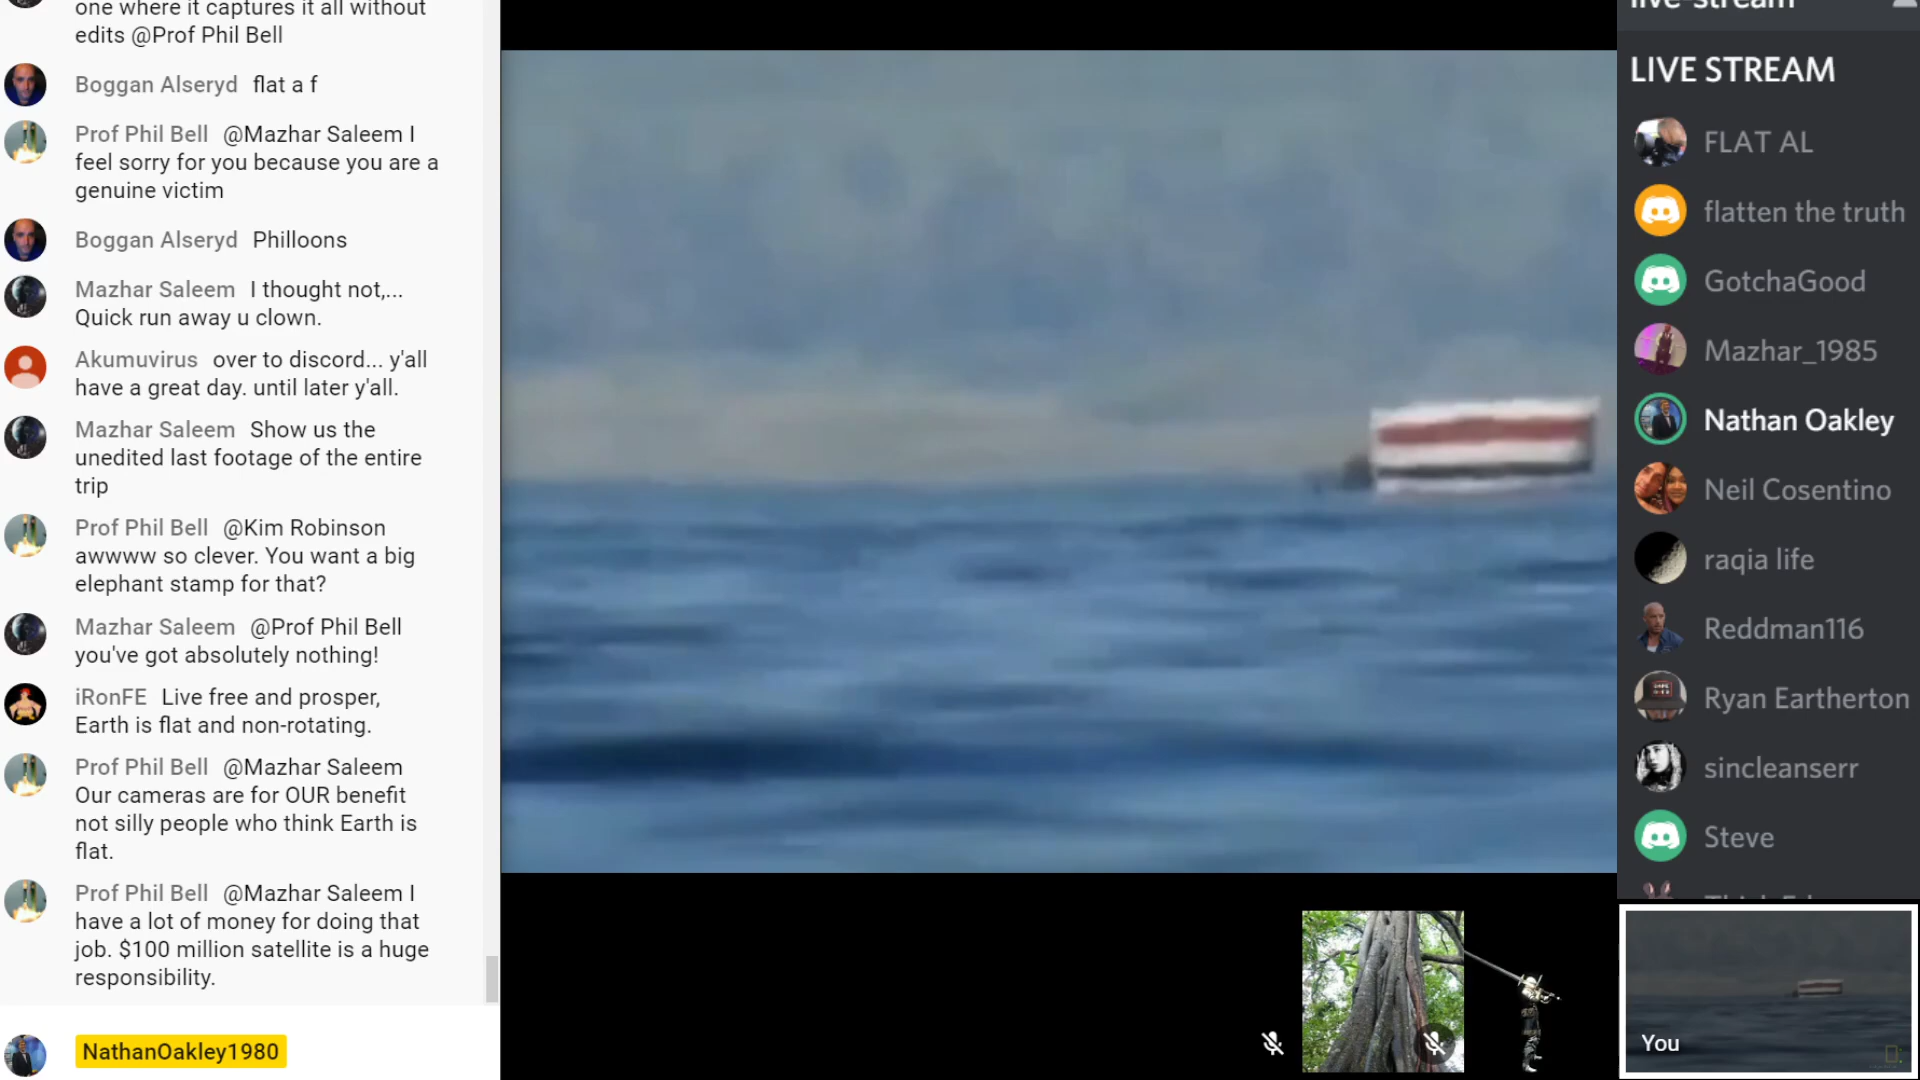 one where it captures it all without
edits @Prof Phil Bell
Boggan Alseryd flat a f
Prof Phil Bell @Mazhar Saleem I
feel sorry for you because you are a
genuine victim
Boggan Alseryd Philloons
Mazhar Saleem I thought not,...
Quick run away u clown.
Akumuvirus over to discord... y'all
have a great day. until later y'all.
Mazhar Saleem Show us the
unedited last footage of the entire
trip
Prof Phil Bell @Kim Robinson
awwww so clever. You want a big
elephant stamp for that?
Mazhar Saleem @Prof Phil Bell
you've got absolutely nothing!
iRonFE Live free and prosper,
Earth is flat and non-rotating.
Prof Phil Bell @Mazhar Saleem
Our cameras are for OUR benefit
not silly people who think Earth is
flat.
Prof Phil Bell @Mazhar Saleem I
have a lot of money for doing that
job. $100 million satellite is a huge
responsibility.
NathanOakley1980
live-stream
LIVE STREAM
FLAT AL
flatten the truth
GotchaGood
Mazhar_1985
Nathan Oakley
Neil Cosentino
raqia life
Reddman116
Ryan Eartherton
sincleanserr
Steve
You